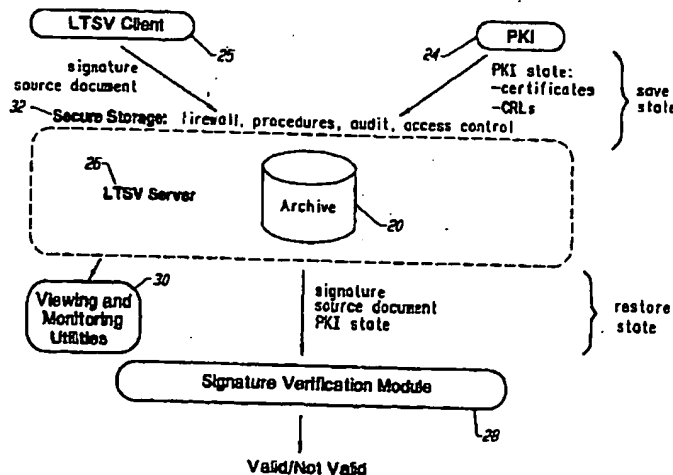 LTSV Client
25
24
PKI
signature
source document
PKI state:
-certificates
-CRLs
save
state
32 Secure Storage: firewall, procedures, audit, access control
26
LTSV Server
Archive
20
30
Viewing and
Monitoring
Utilities
signature
source document
PKI state
restore
state
Signature Verification Module
28
Valid/Not Valid